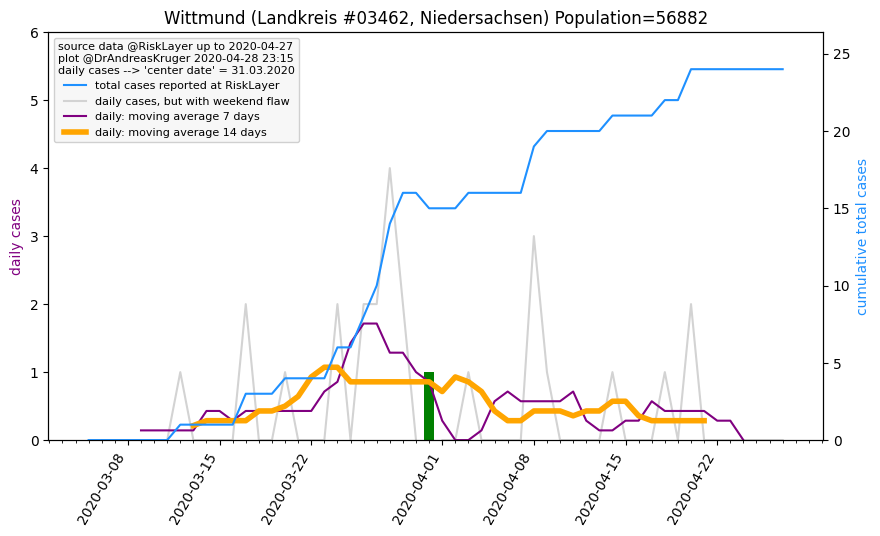 Wittmund (Landkreis #03462, Niedersachsen) Population=56882
source data @RiskLayer up to 2020-04-27
plot @DrAndreasKruger 2020-04-28 23:15
daily cases --> 'center date' = 31.03.2020
total cases reported at RiskLayer
daily cases, but with weekend flaw
daily: moving average 7 days
daily: moving average 14 days
daily cases
6
5
4
3
2
1
0
cumulative total cases
25
20
15
10
5
0
2020-03-08
2020-03-15
2020-03-22
2020-04-01
2020-04-08
2020-04-15
2020-04-22